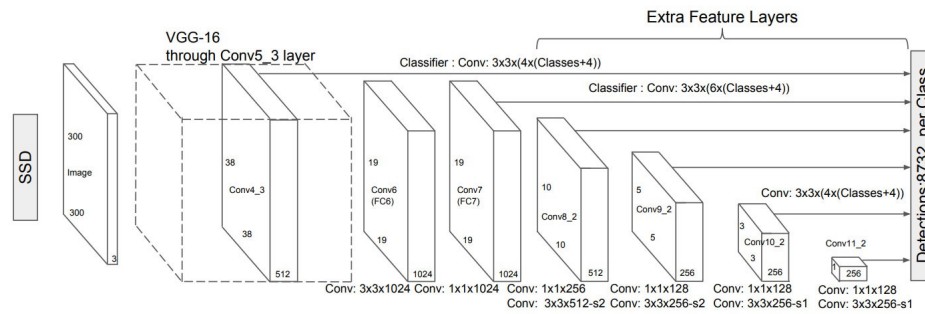 Extra Feature Layers
VGG-16
through Conv5_3 layer
Classifier : Conv: 3x3x(4x(Classes+4))
Classifier : Conv: 3x3x(6x(Classes+4))
SSD
300
Image
300
3
38
Conv4_3
38
512
19
Conv6
(FC6)
19
1024
19
Conv7
(FC7)
19
1024
10
Conv8_2
10
512
5
Conv9_2
5
256
Conv: 3x3x(4x(Classes+4))
3
Conv10_2
3
256
Conv11_2
1
256
Detections:8732 per Class
Conv: 3x3x1024
Conv: 1x1x1024
Conv: 1x1x256
Conv: 3x3x512-s2
Conv: 1x1x128
Conv: 3x3x256-s2
Conv: 1x1x128
Conv: 3x3x256-s1
Conv: 1x1x128
Conv: 3x3x256-s1